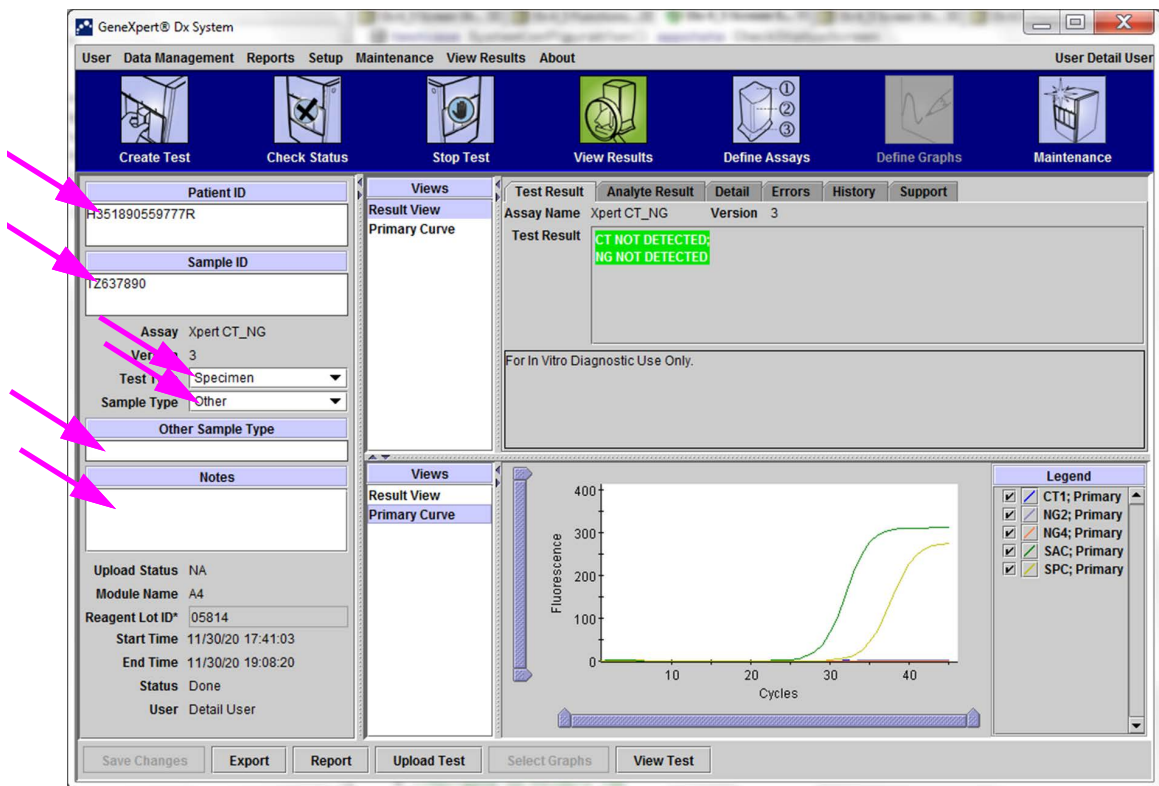 GeneXpert® Dx System
User Data Management Reports Setup Maintenance View Results About User Detail User
Create Test Check Status Stop Test View Results Define Assays Define Graphs Maintenance
Patient ID
H351890559777R
Sample ID
TZ637890
Assay Xpert CT_NG
Version 3
Test Specimen
Sample Type Other
Other Sample Type
Notes
Upload Status NA
Module Name A4
Reagent Lot ID* 05814
Start Time 11/30/20 17:41:03
End Time 11/30/20 19:08:20
Status Done
User Detail User
Views
Result View
Primary Curve
Test Result Analyte Result Detail Errors History Support
Assay Name Xpert CT_NG Version 3
Test Result CT NOT DETECTED;
NG NOT DETECTED
For In Vitro Diagnostic Use Only.
Views
Result View
Primary Curve
400
300
200
100
0
Fluorescence
10 20 30 40
Cycles
Legend
CT1; Primary
NG2; Primary
NG4; Primary
SAC; Primary
SPC; Primary
Save Changes Export Report Upload Test Select Graphs View Test